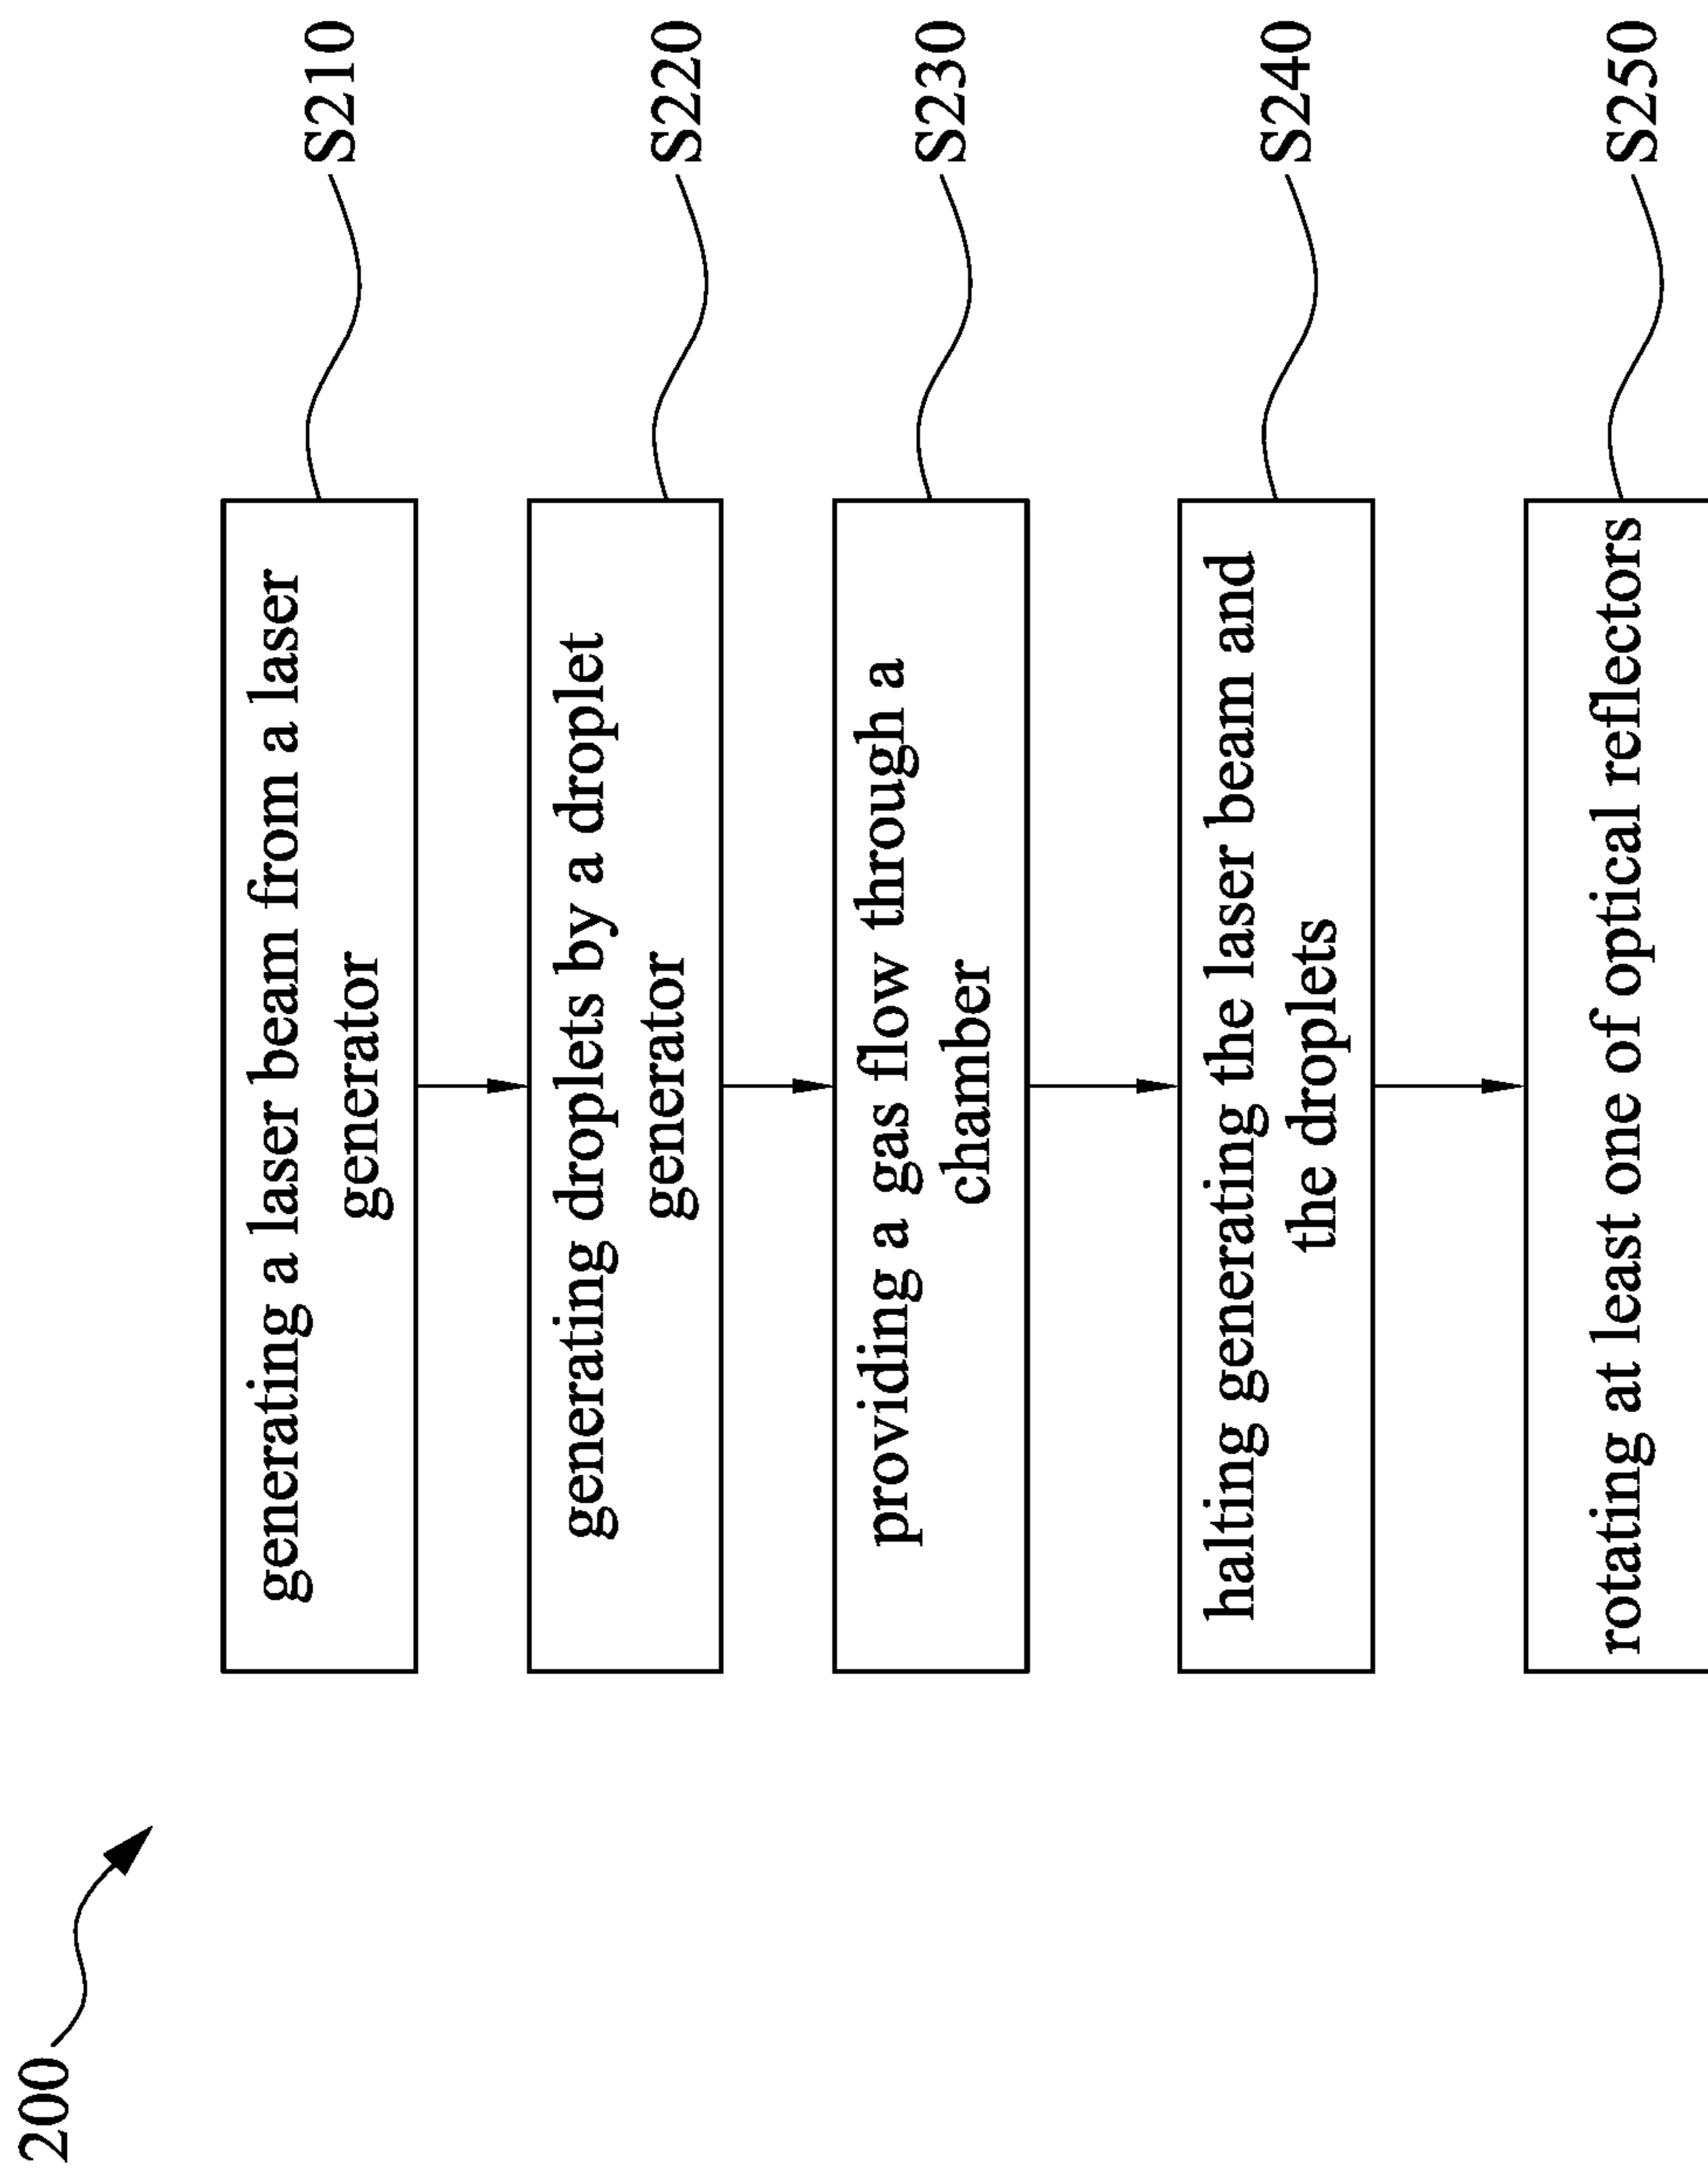 200
generating a laser beam from a laser
generator
S210
generating droplets by a droplet
generator
S220
providing a gas flow through a
chamber
S230
halting generating the laser beam and
the droplets
S240
rotating at least one of optical reflectors
S250